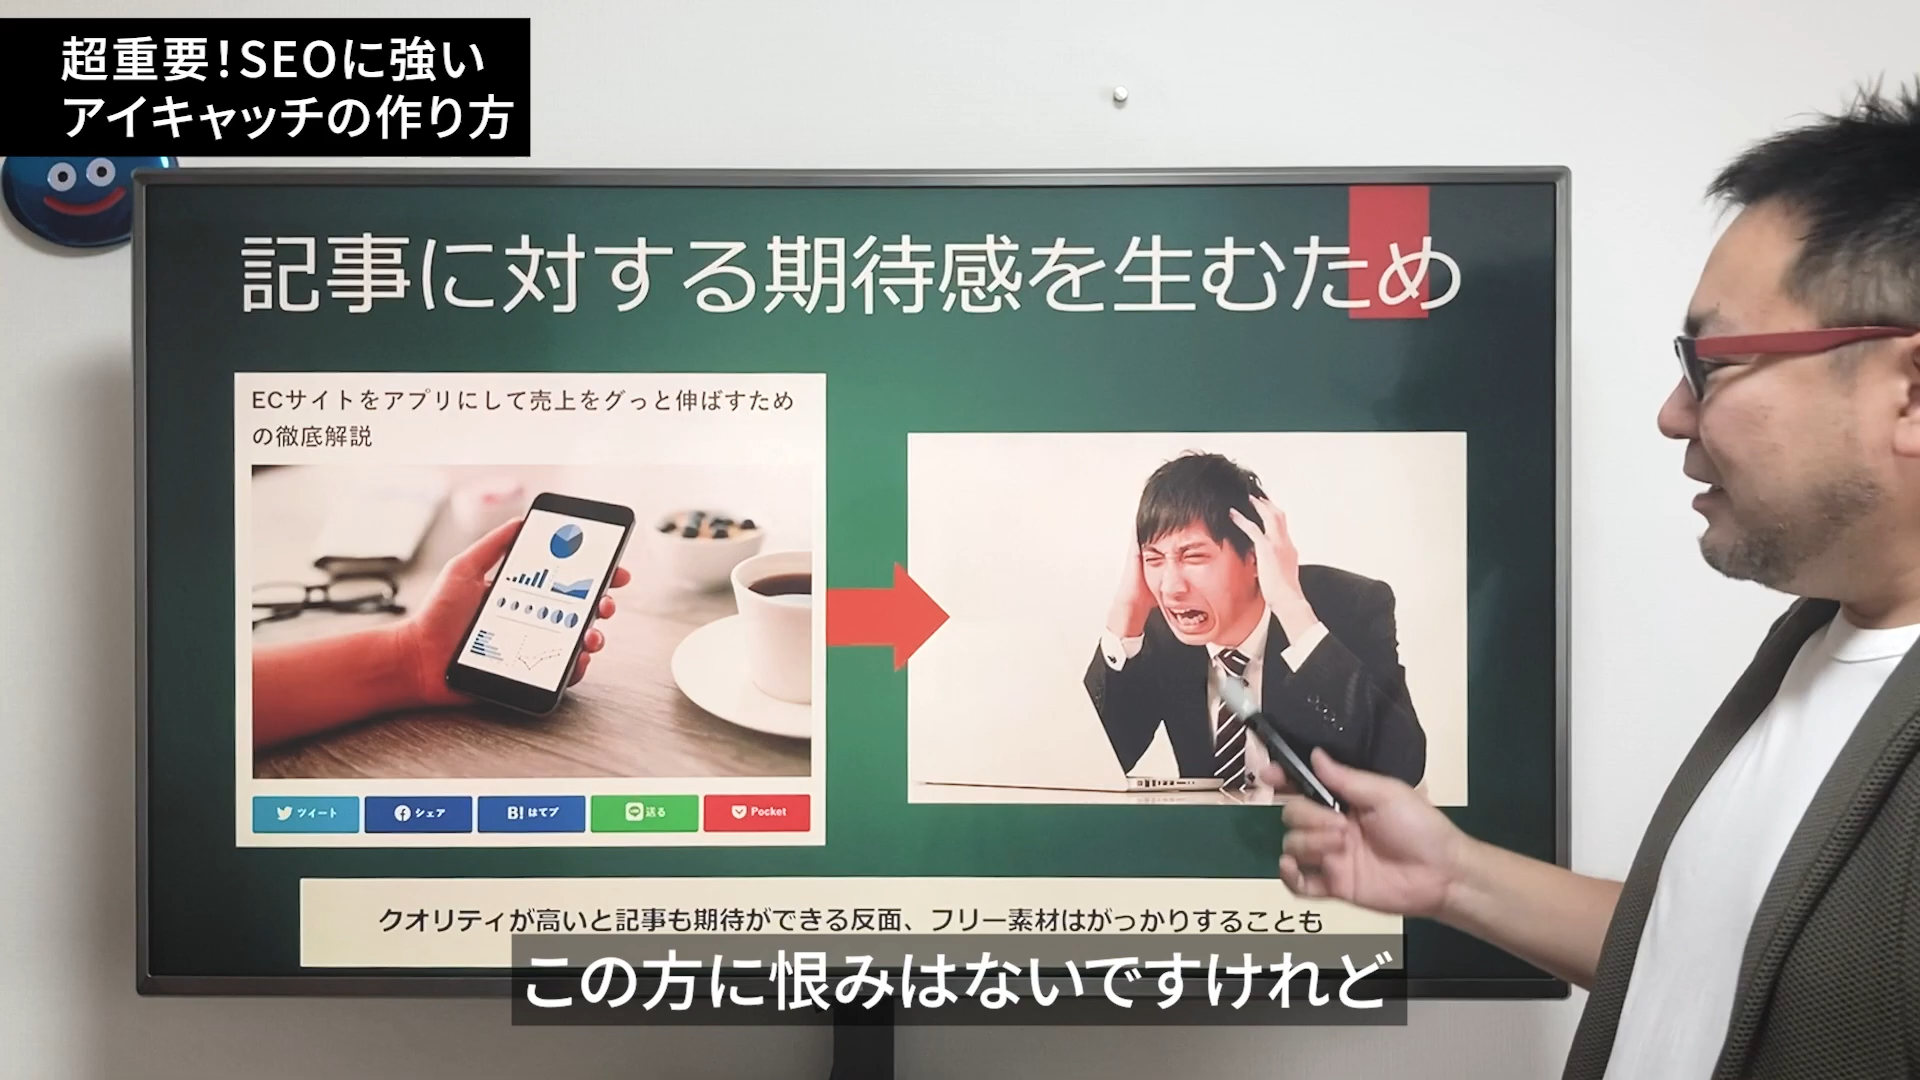 超重要!SEOに強い
アイキャッチの作り方
記事に対する期待感を生むため
ECサイトをアプリにして売上をグっと伸ばすため
の徹底解説
ツイート
シェア
B!はてブ
送る
Pocket
クオリティが高いと記事も期待ができる反面、フリー素材はがっかりすることも
この方に恨みはないですけれど